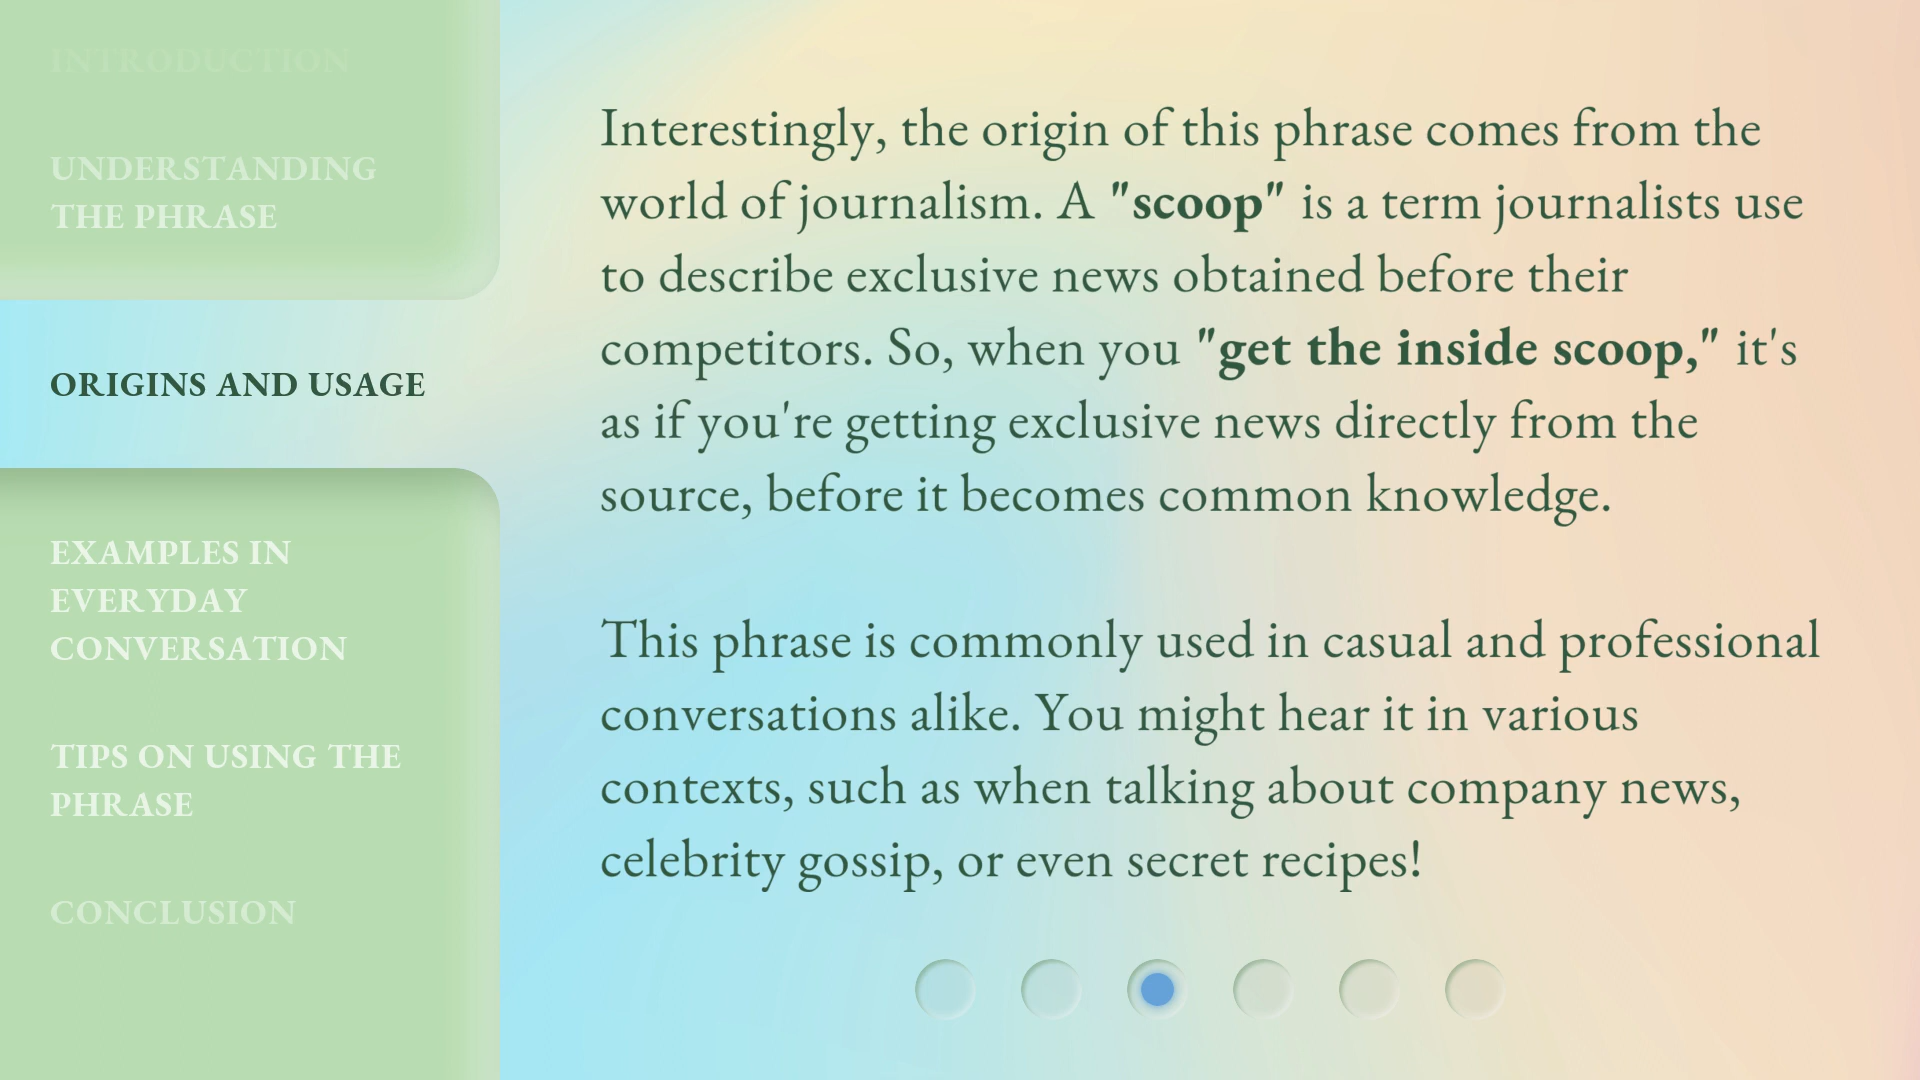 INTRODUCTION
UNDERSTANDING
THE PHRASE
ORIGINS AND USAGE
EXAMPLES IN
EVERYDAY
CONVERSATION
TIPS ON USING THE
PHRASE
CONCLUSION
Interestingly, the origin of this phrase comes from the
world of journalism. A "scoop" is a term journalists use
to describe exclusive news obtained before their
competitors. So, when you "get the inside scoop," it's
as if you're getting exclusive news directly from the
source, before it becomes common knowledge.
This phrase is commonly used in casual and professional
conversations alike. You might hear it in various
contexts, such as when talking about company news,
celebrity gossip, or even secret recipes!